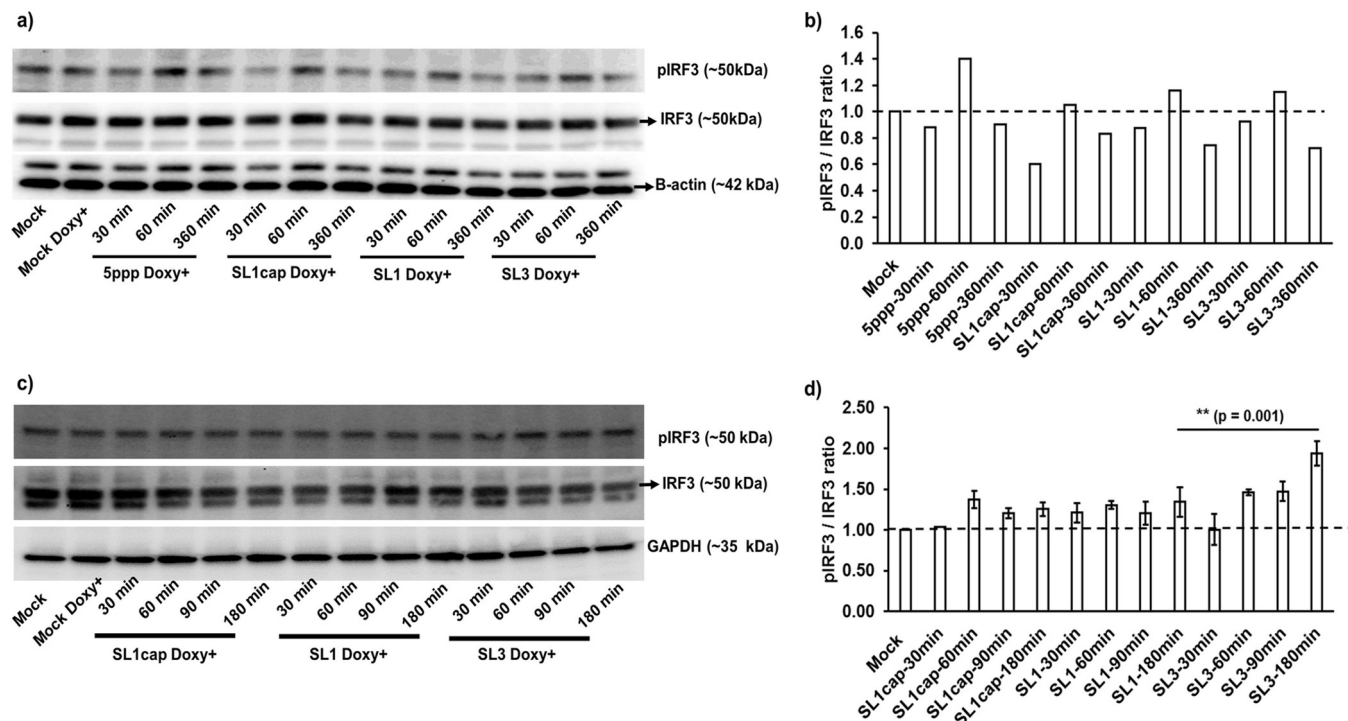 a)
pIRF3 (~50kDa)
IRF3 (~50kDa)
B-actin (~42 kDa)
Mock
Mock Doxy+
30 min
60 min
360 min
30 min
60 min
360 min
30 min
60 min
360 min
30 min
60 min
360 min
5ppp Doxy+
SL1cap Doxy+
SL1 Doxy+
SL3 Doxy+
b)
pIRF3 / IRF3 ratio
1.6
1.4
1.2
1.0
0.8
0.6
0.4
0.2
0.0
Mock
5ppp-30min
5ppp-60min
5ppp-360min
SL1cap-30min
SL1cap-60min
SL1cap-360min
SL1-30min
SL1-60min
SL1-360min
SL3-30min
SL3-60min
SL3-360min
c)
pIRF3 (~50 kDa)
IRF3 (~50 kDa)
GAPDH (~35 kDa)
Mock
Mock Doxy+
30 min
60 min
90 min
180 min
30 min
60 min
90 min
180 min
30 min
60 min
90 min
180 min
SL1cap Doxy+
SL1 Doxy+
SL3 Doxy+
d)
pIRF3 / IRF3 ratio
2.50
2.00
1.50
1.00
0.50
0.00
** (p = 0.001)
Mock
SL1cap-30min
SL1cap-60min
SL1cap-90min
SL1cap-180min
SL1-30min
SL1-60min
SL1-90min
SL1-180min
SL3-30min
SL3-60min
SL3-90min
SL3-180min